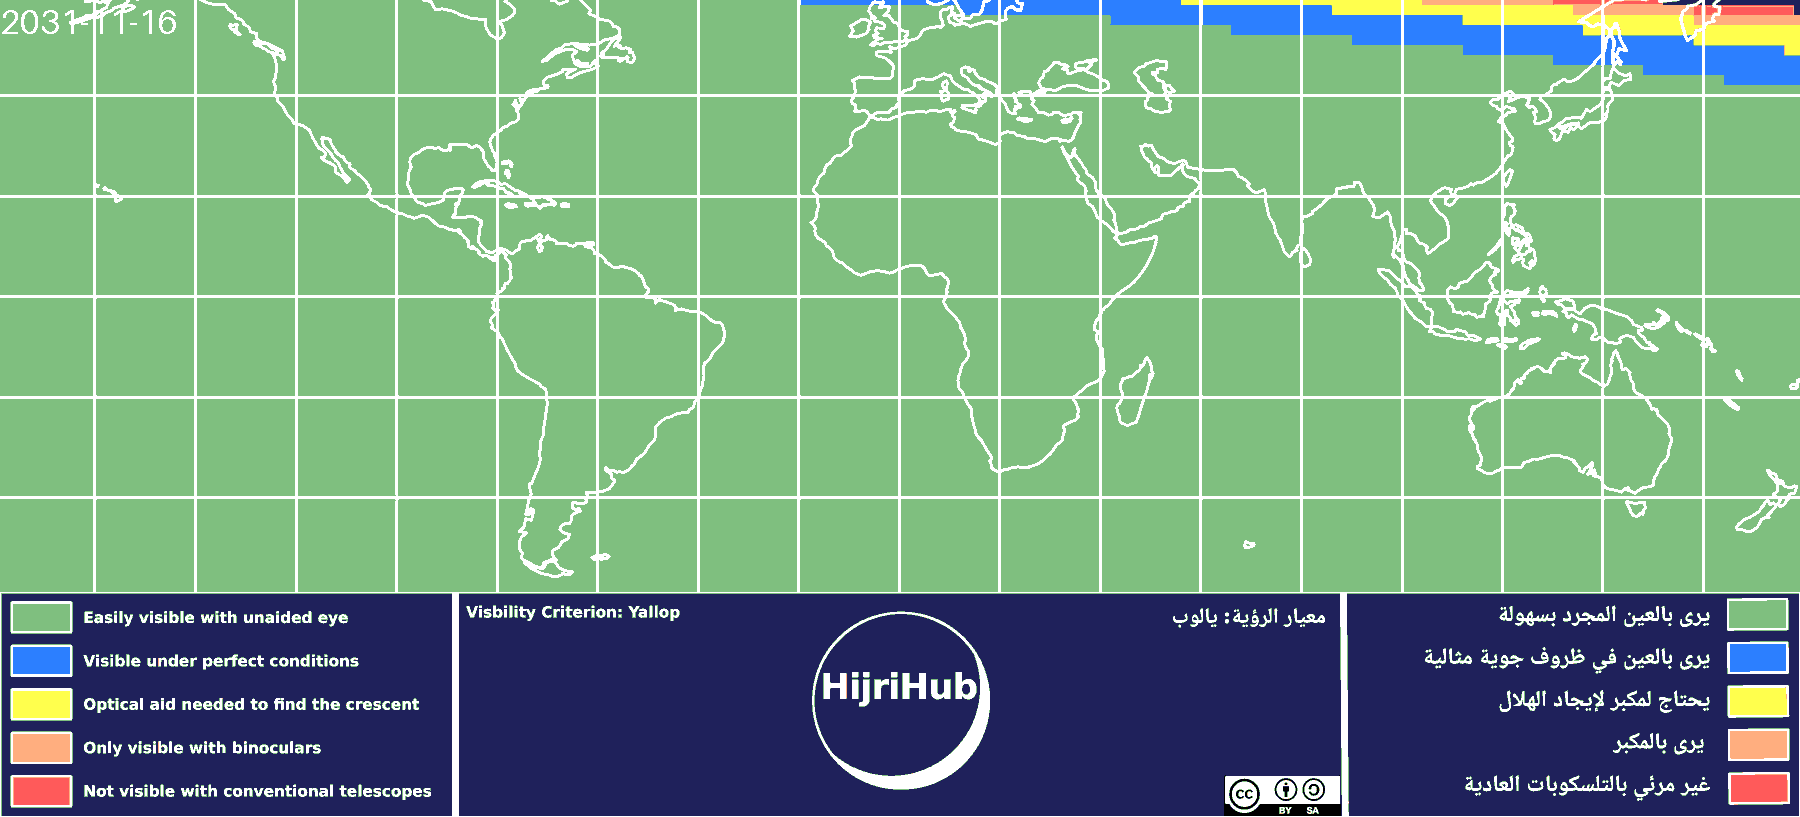 2031-11-16
Easily visible with unaided eye
Visible under perfect conditions
Optical aid needed to find the crescent
Only visible with binoculars
Not visible with conventional telescopes
Visbility Criterion: Yallop
معيار الرؤية: يالوب
HijriHub
cc
BY SA
يرى بالعين المجرد بسهولة
يرى بالعين في ظروف جوية مثالية
يحتاج لمكبر لإيجاد الهلال
يرى بالمكبر
غير مرئي بالتلسكوبات العادية